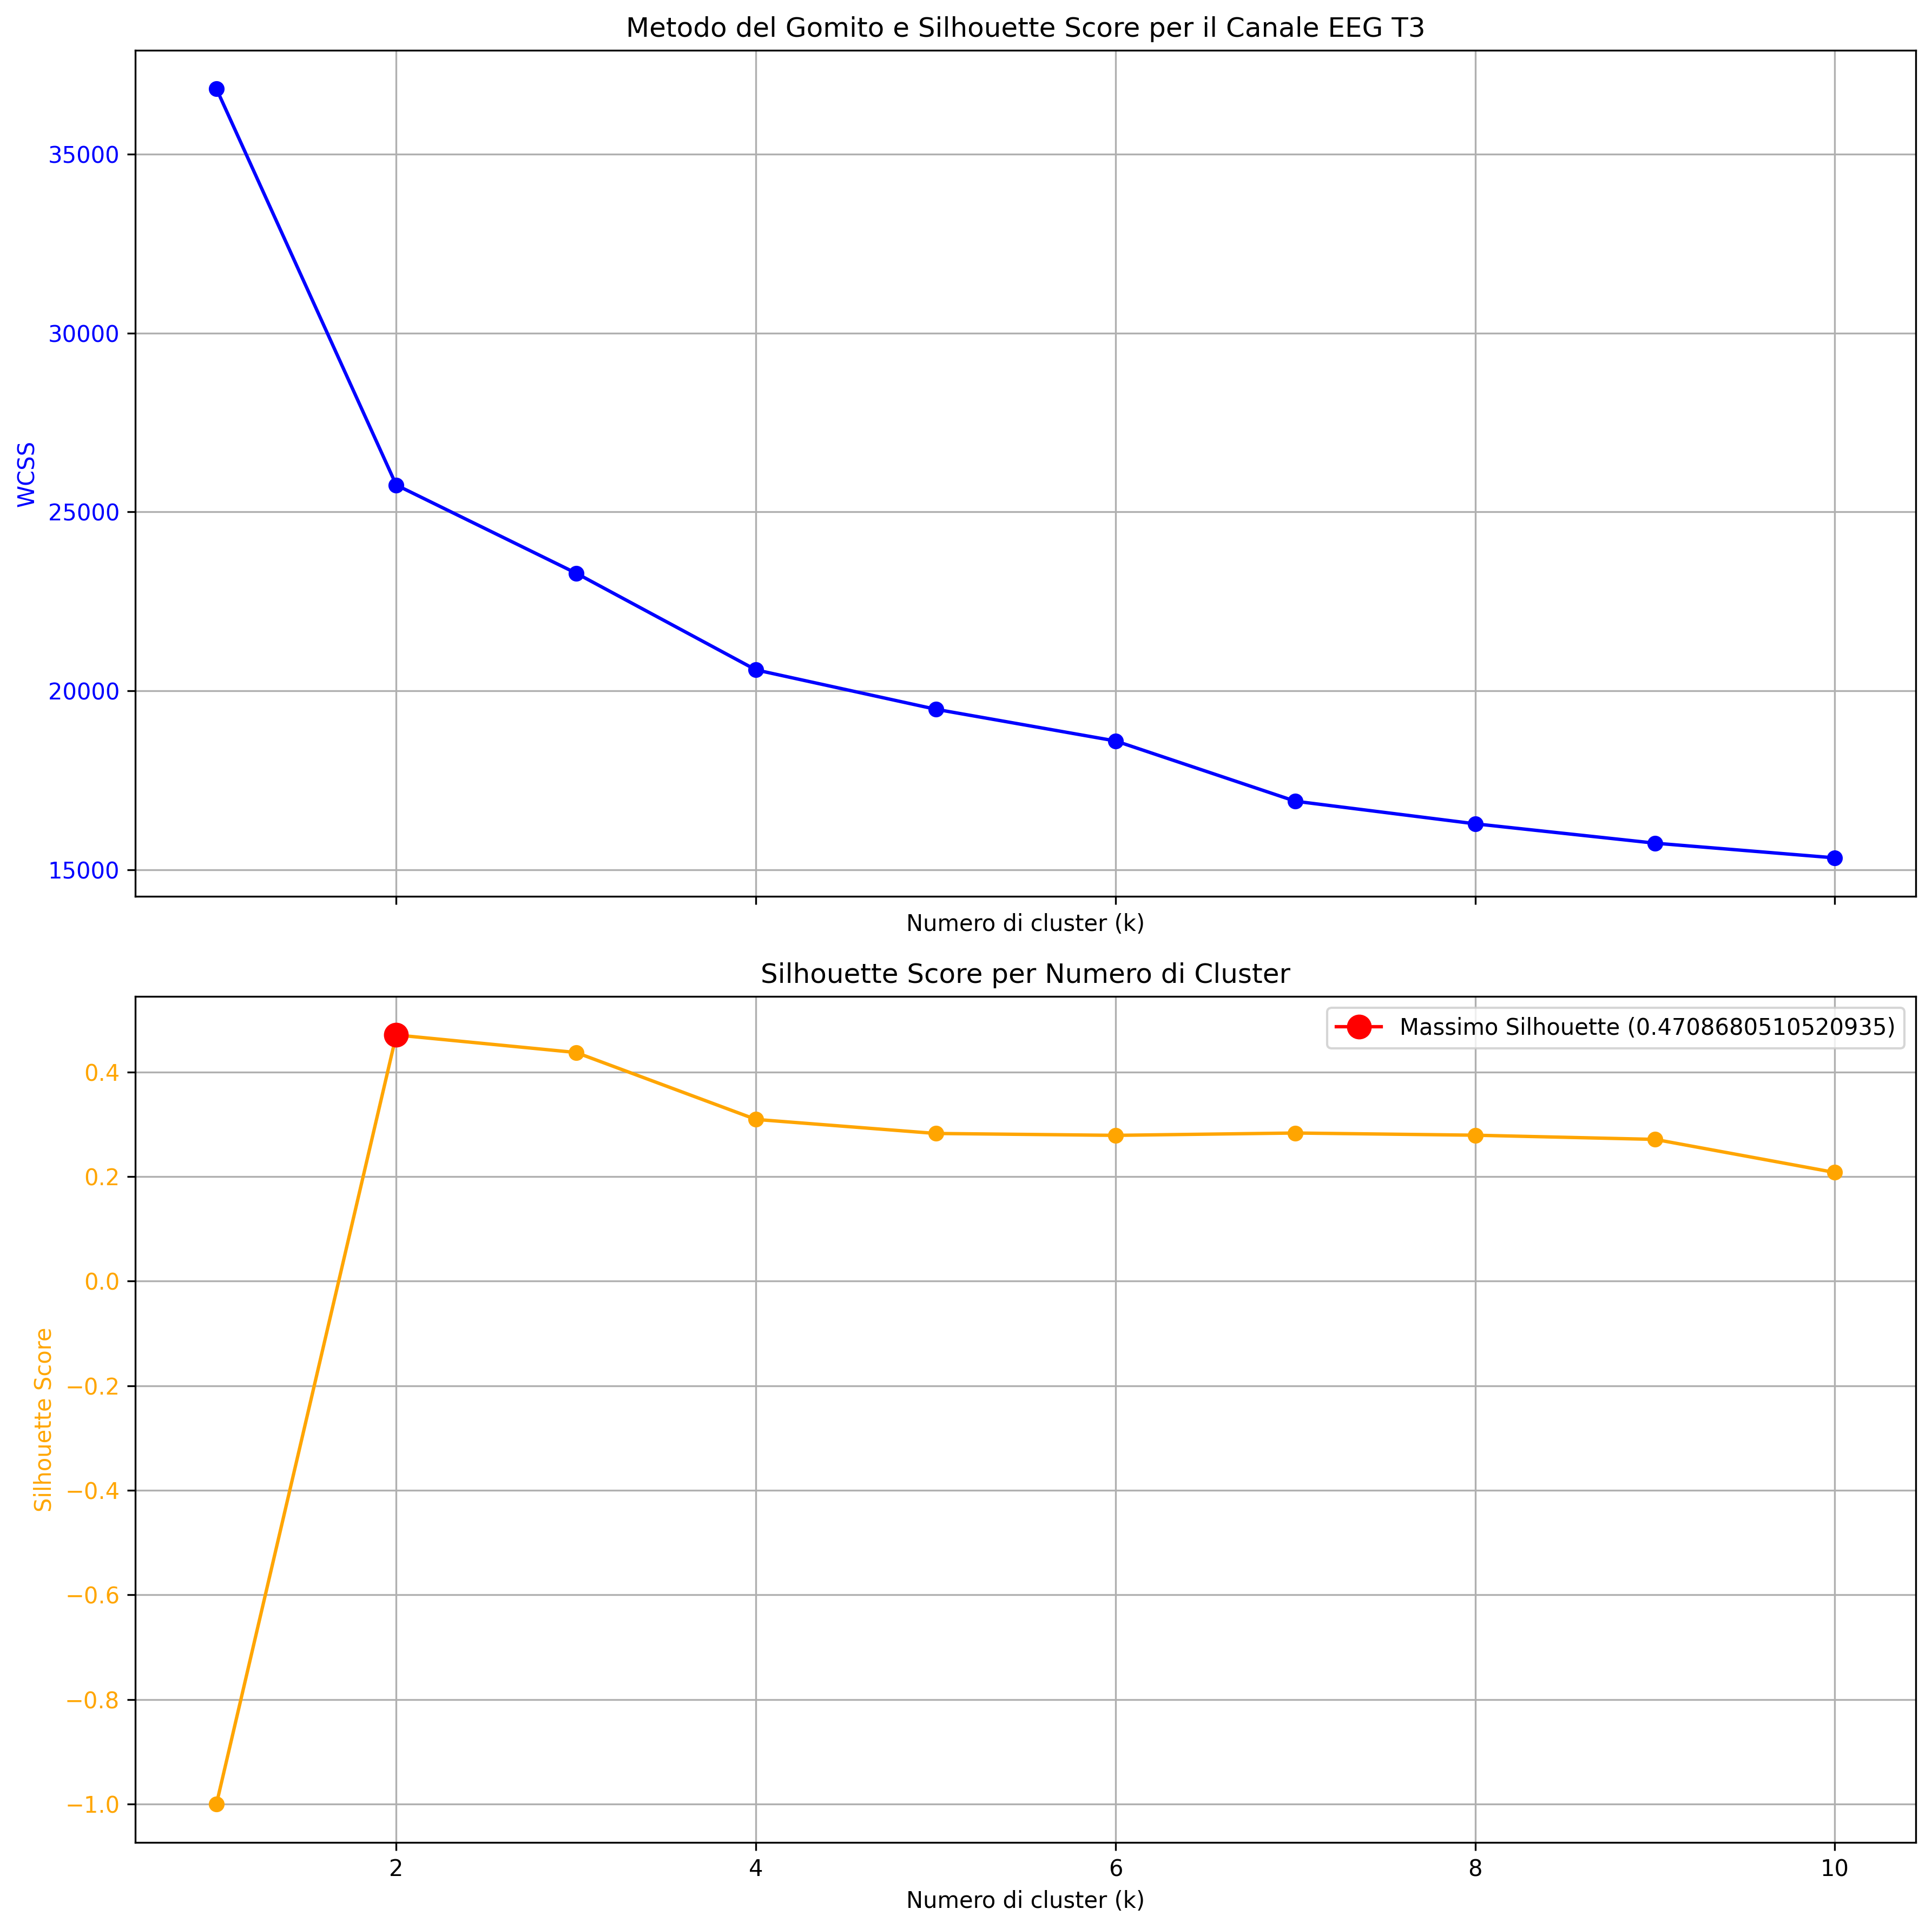 Metodo del Gomito e Silhouette Score per il Canale EEG T3
35000
30000
25000
20000
15000
WCSS
Numero di cluster (k)
Silhouette Score per Numero di Cluster
Massimo Silhouette (0.4708680510520935)
0.4
0.2
0.0
−0.2
−0.4
−0.6
−0.8
−1.0
Silhouette Score
2
4
6
8
10
Numero di cluster (k)